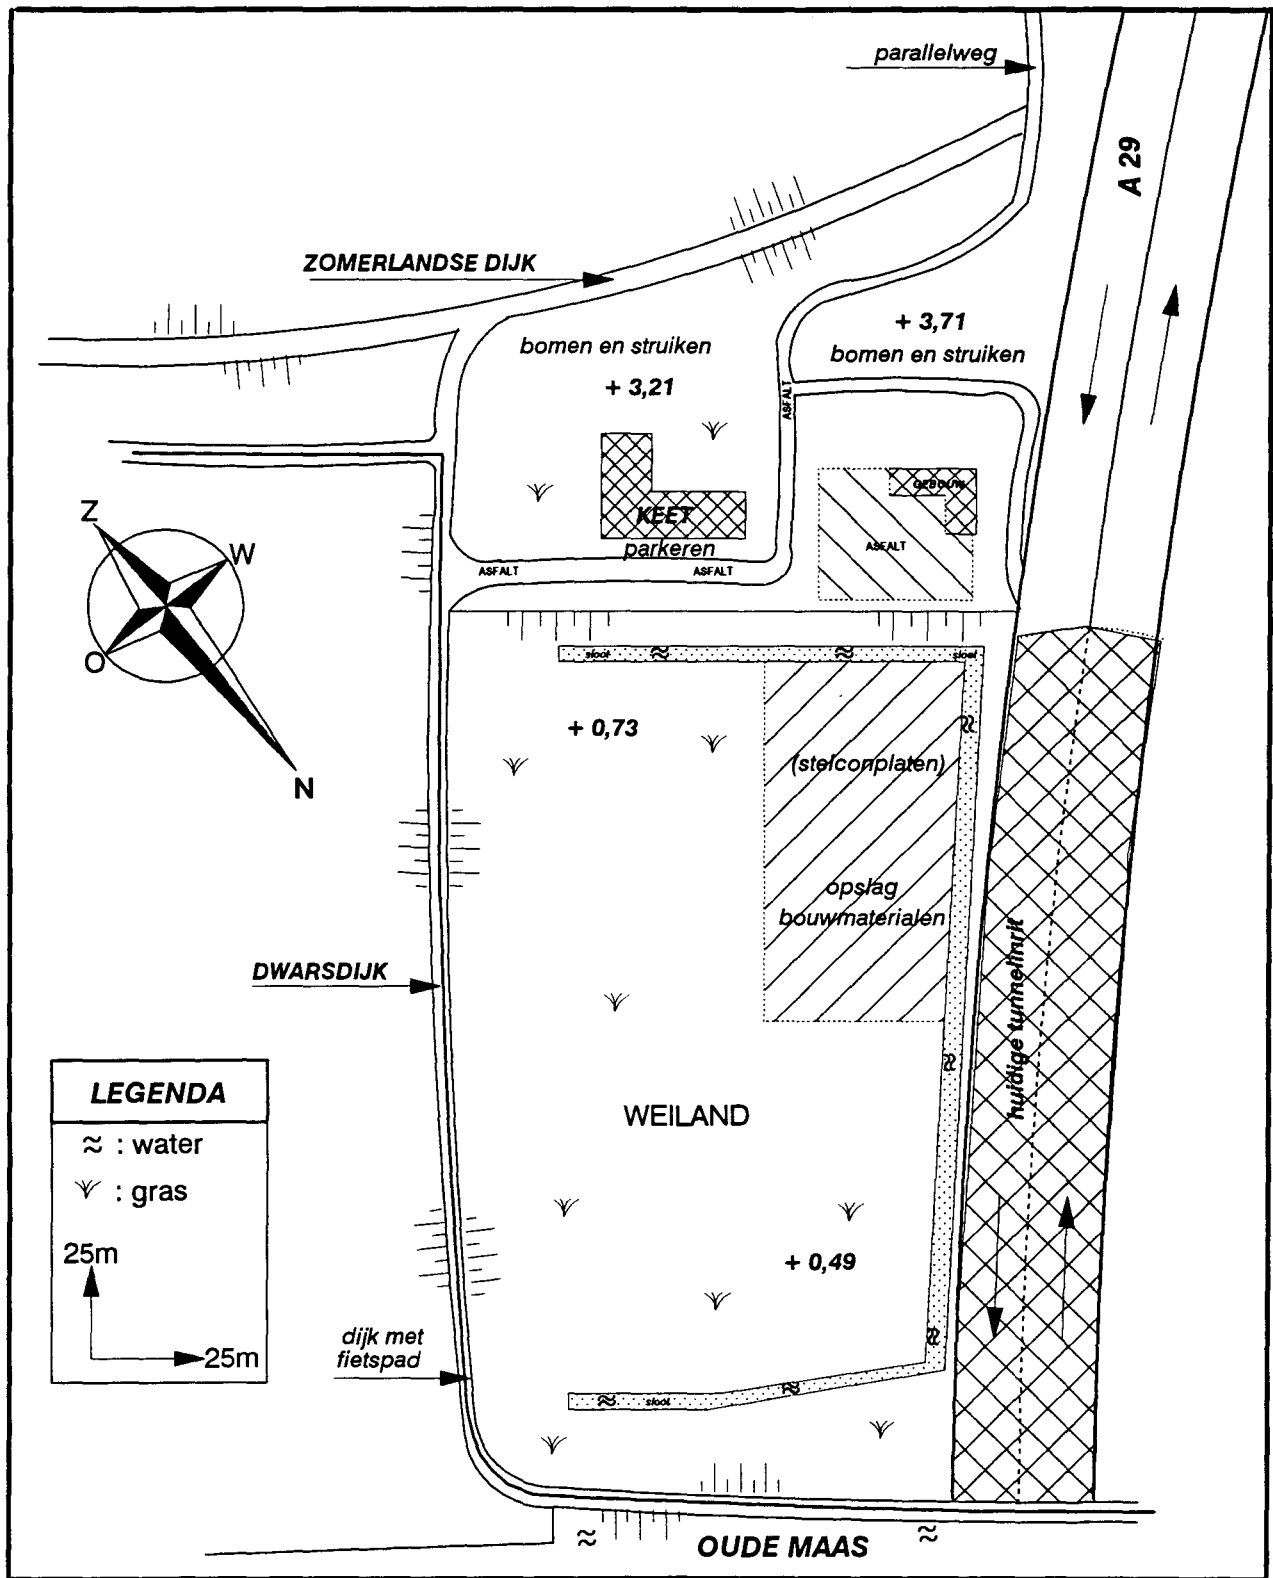 parallelweg
A 29
ZOMERLANDSE DIJK
+ 3,71
bomen en struiken
bomen en struiken
+ 3,21
ASFALT
GEBOUW
KEET
parkeren
ASFALT
ASFALT
ASFALT
Z
W
O
N
sloot
sloot
+ 0,73
(stelconplaten)
opslag
bouwmaterialen
huidige tunnelinrit
DWARSDIJK
WEILAND
LEGENDA
≈ : water
: gras
25m
25m
+ 0,49
dijk met
fietspad
sloot
OUDE MAAS